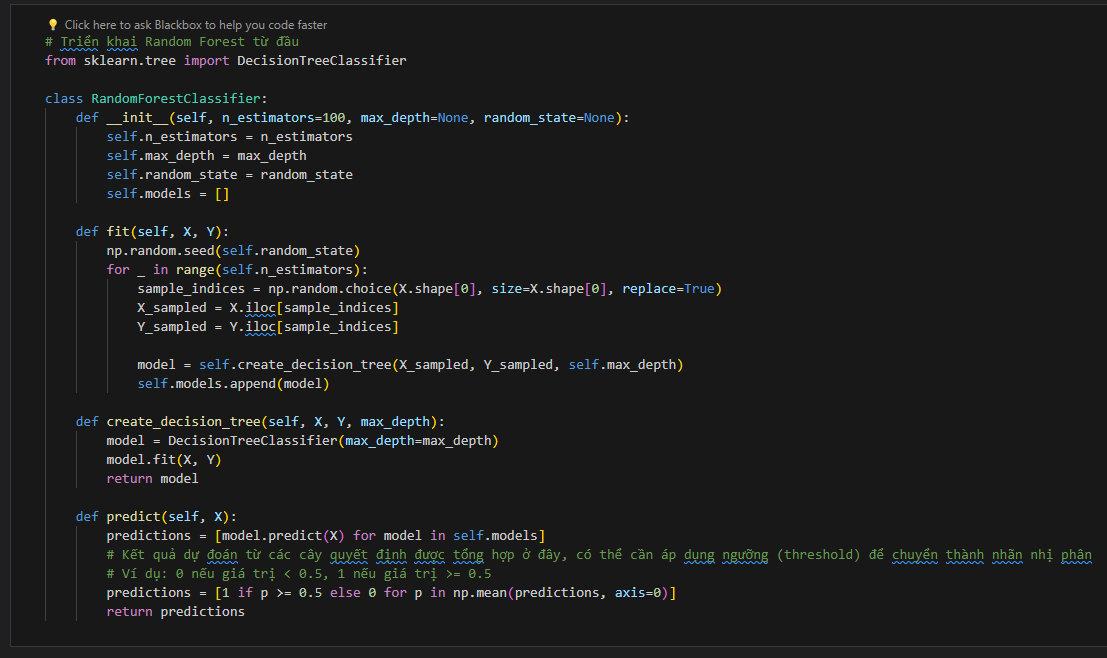 💡 Click here to ask Blackbox to help you code faster
# Triển khai Random Forest từ đầu
from sklearn.tree import DecisionTreeClassifier
class RandomForestClassifier:
def __init__(self, n_estimators=100, max_depth=None, random_state=None):
self.n_estimators = n_estimators
self.max_depth = max_depth
self.random_state = random_state
self.models = []
def fit(self, X, Y):
np.random.seed(self.random_state)
for _ in range(self.n_estimators):
sample_indices = np.random.choice(X.shape[0], size=X.shape[0], replace=True)
X_sampled = X.iloc[sample_indices]
Y_sampled = Y.iloc[sample_indices]
model = self.create_decision_tree(X_sampled, Y_sampled, self.max_depth)
self.models.append(model)
def create_decision_tree(self, X, Y, max_depth):
model = DecisionTreeClassifier(max_depth=max_depth)
model.fit(X, Y)
return model
def predict(self, X):
predictions = [model.predict(X) for model in self.models]
# Kết quả dự đoán từ các cây quyết định được tổng hợp ở đây, có thể cần áp dụng ngưỡng (threshold) để chuyển thành nhãn nhị phân
# Ví dụ: 0 nếu giá trị < 0.5, 1 nếu giá trị >= 0.5
predictions = [1 if p >= 0.5 else 0 for p in np.mean(predictions, axis=0)]
return predictions